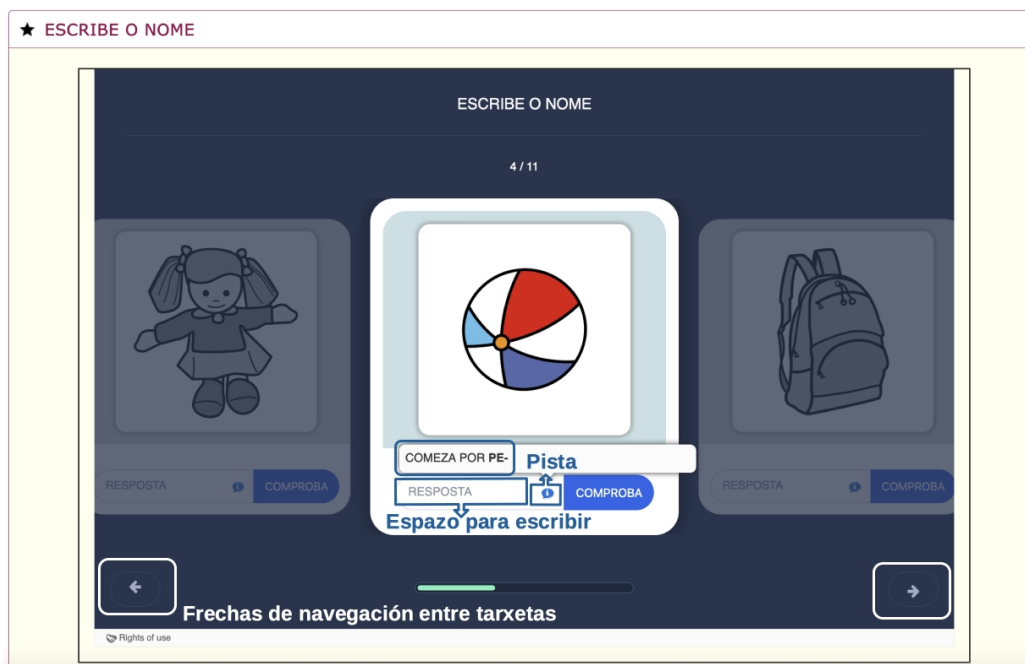 ★ ESCRIBE O NOME
ESCRIBE O NOME
4 / 11
COMEZA POR PE-
Pista
RESPOSTA
COMPROBA
RESPOSTA
COMPROBA
RESPOSTA
COMPROBA
Espazo para escribir
Frechas de navegación entre tarxetas
Rights of use